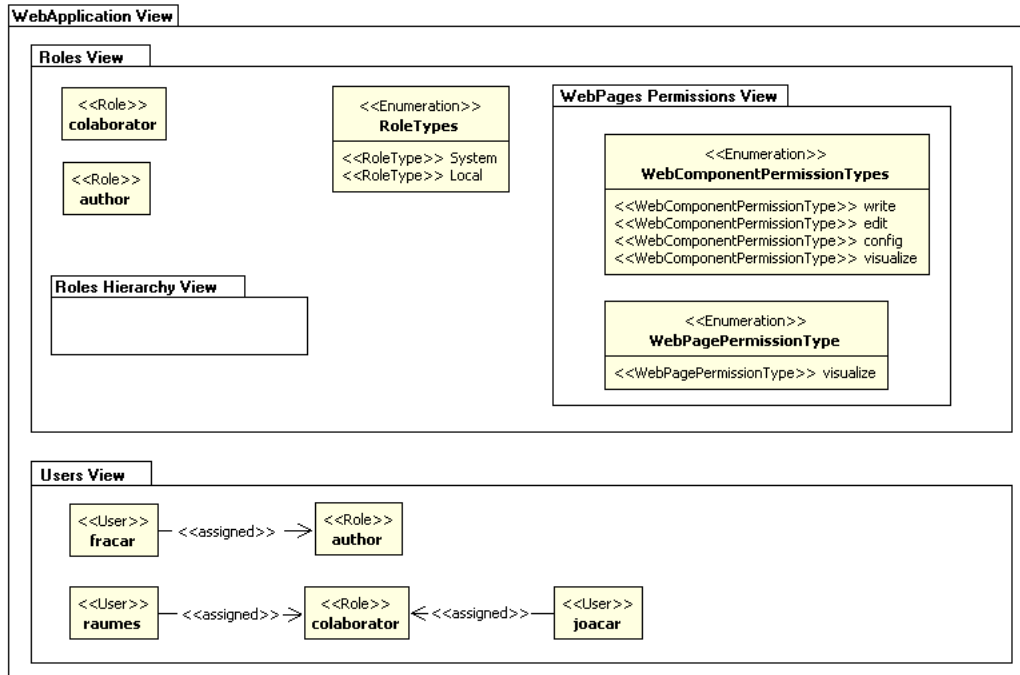 WebApplication View
Roles View
<<Role>>
colaborator
<<Role>>
author
Roles Hierarchy View
<<Enumeration>>
RoleTypes
<<RoleType>> System
<<RoleType>> Local
WebPages Permissions View
<<Enumeration>>
WebComponentPermissionTypes
<<WebComponentPermissionType>> write
<<WebComponentPermissionType>> edit
<<WebComponentPermissionType>> config
<<WebComponentPermissionType>> visualize
<<Enumeration>>
WebPagePermissionType
<<WebPagePermissionType>> visualize
Users View
<<User>>
fracar
<<assigned>>
<<Role>>
author
<<User>>
raumes
<<assigned>>
<<Role>>
colaborator
<<assigned>>
<<User>>
joacar